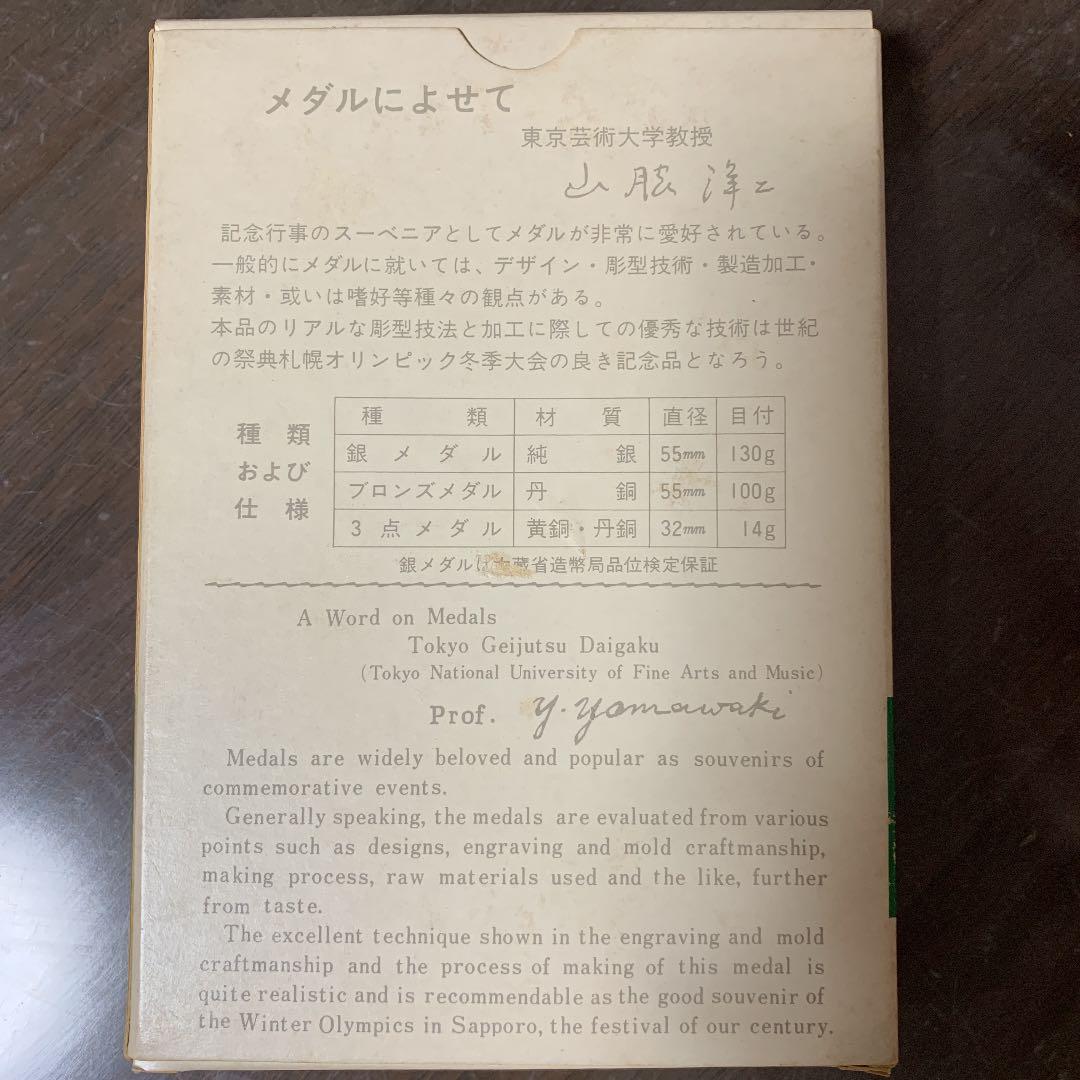 メダルによせて
東京芸術大学教授
山脇洋二
記念行事のスーベニアとしてメダルが非常に愛好されている。
一般的にメダルに就いては、デザイン・彫型技術・製造加工・
素材・或いは嗜好等種々の観点がある。
本品のリアルな彫型技法と加工に際しての優秀な技術は世紀
の祭典札幌オリンピック冬季大会の良き記念品となろう。
種類
および
仕様
種類 材質 直径 目付
銀メダル 純銀 55mm 130g
ブロンズメダル 丹銅 55mm 100g
3点メダル 黄銅・丹銅 32mm 14g
銀メダルは大蔵省造幣局品位検定保証
A Word on Medals
Tokyo Geijutsu Daigaku
(Tokyo National University of Fine Arts and Music)
Prof. Y. Yamawaki
Medals are widely beloved and popular as souvenirs of
commemorative events.
Generally speaking, the medals are evaluated from various
points such as designs, engraving and mold craftmanship,
making process, raw materials used and the like, further
from taste.
The excellent technique shown in the engraving and mold
craftmanship and the process of making of this medal is
quite realistic and is recommendable as the good souvenir of
the Winter Olympics in Sapporo, the festival of our century.